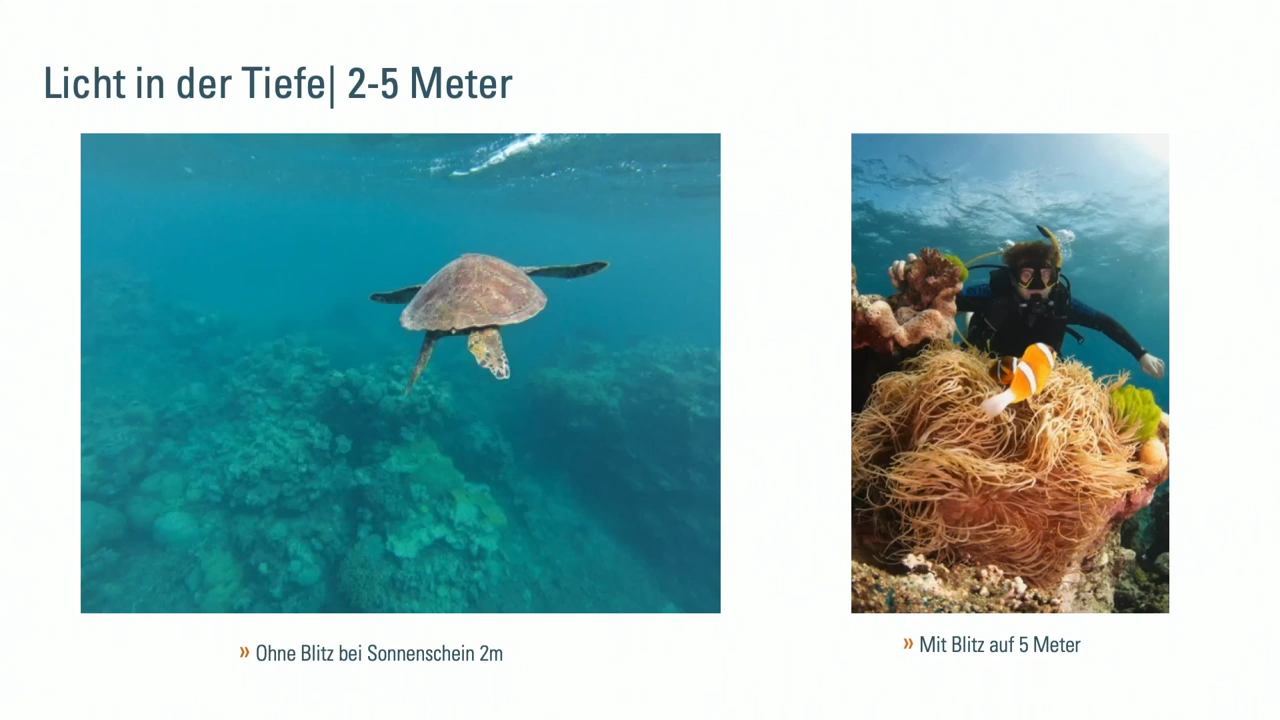 Licht in der Tiefe| 2-5 Meter
» Ohne Blitz bei Sonnenschein 2m
» Mit Blitz auf 5 Meter